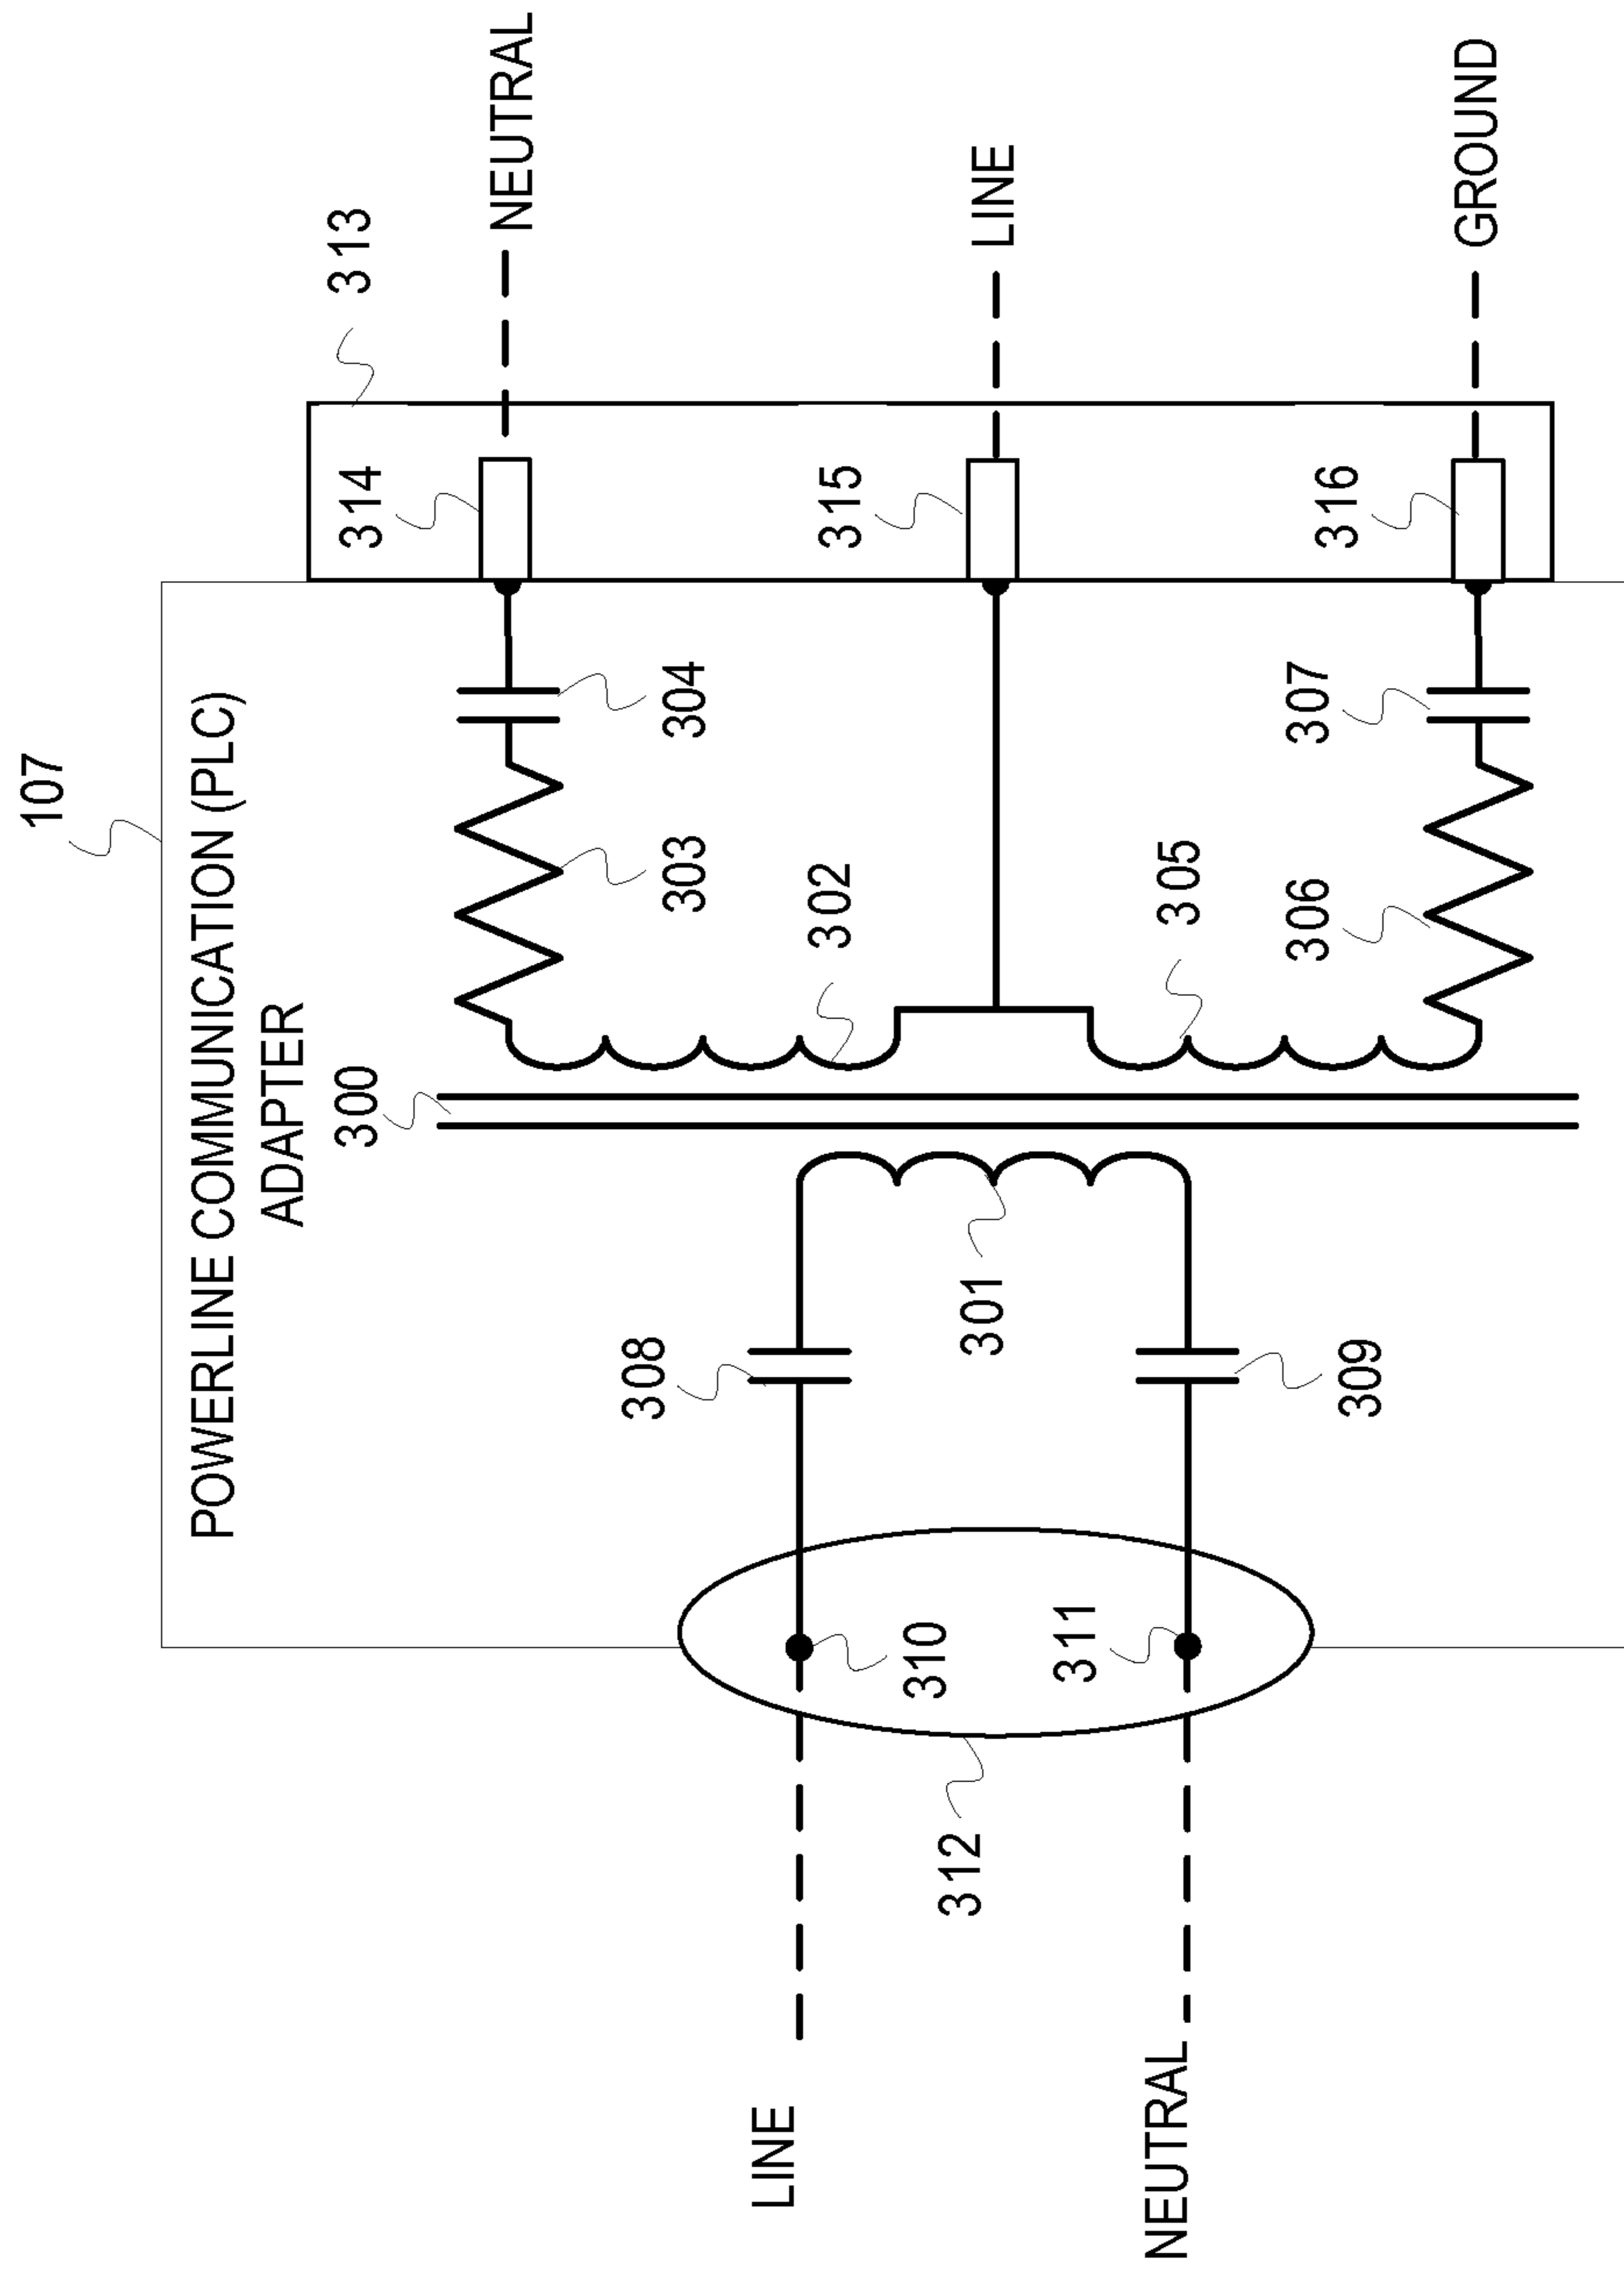 107
POWERLINE COMMUNICATION (PLC)
ADAPTER
313
300
314
NEUTRAL
308
304
303
LINE
302
315
LINE
310
312
301
311
305
NEUTRAL
309
307
306
316
GROUND